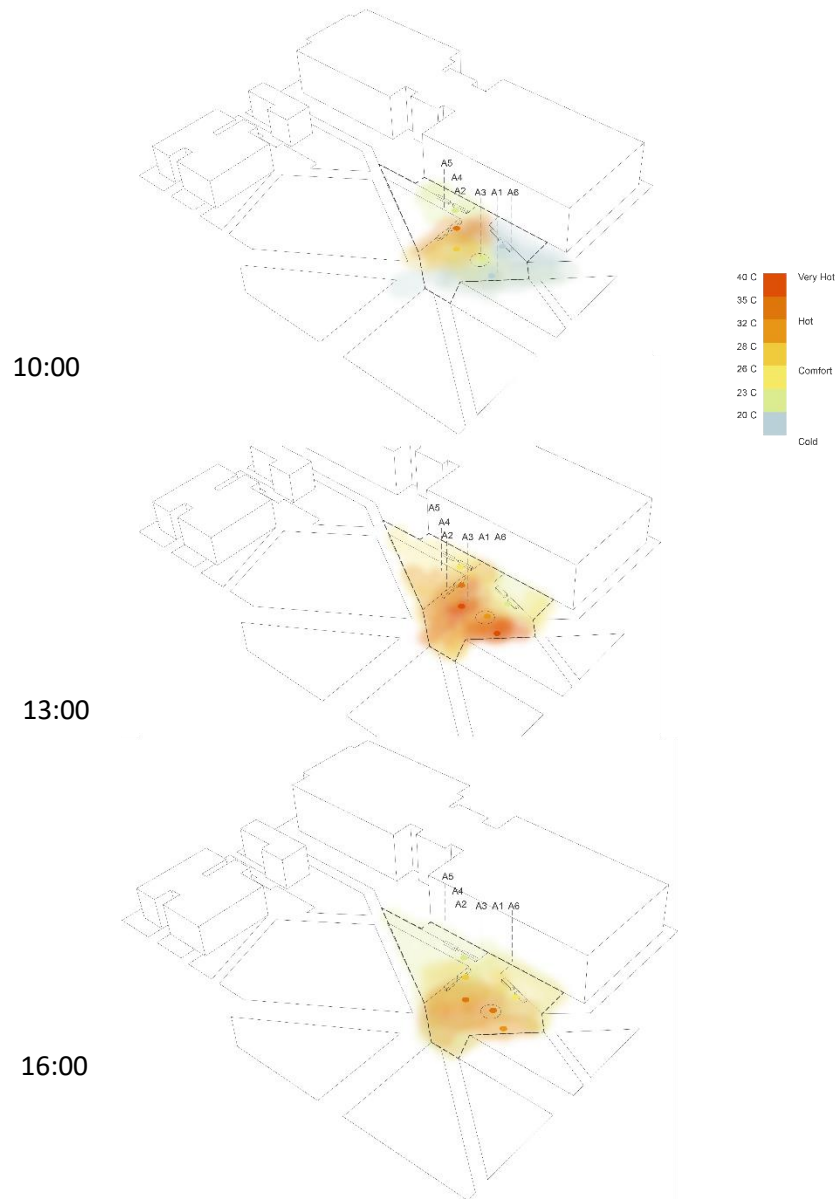 A5
A4
A2 A3 A1 A6
10:00
40 C Very Hot
35 C
32 C Hot
28 C
26 C Comfort
23 C
20 C
Cold
A5
A4
A2 A3 A1 A6
13:00
A5
A4
A2 A3 A1 A6
16:00